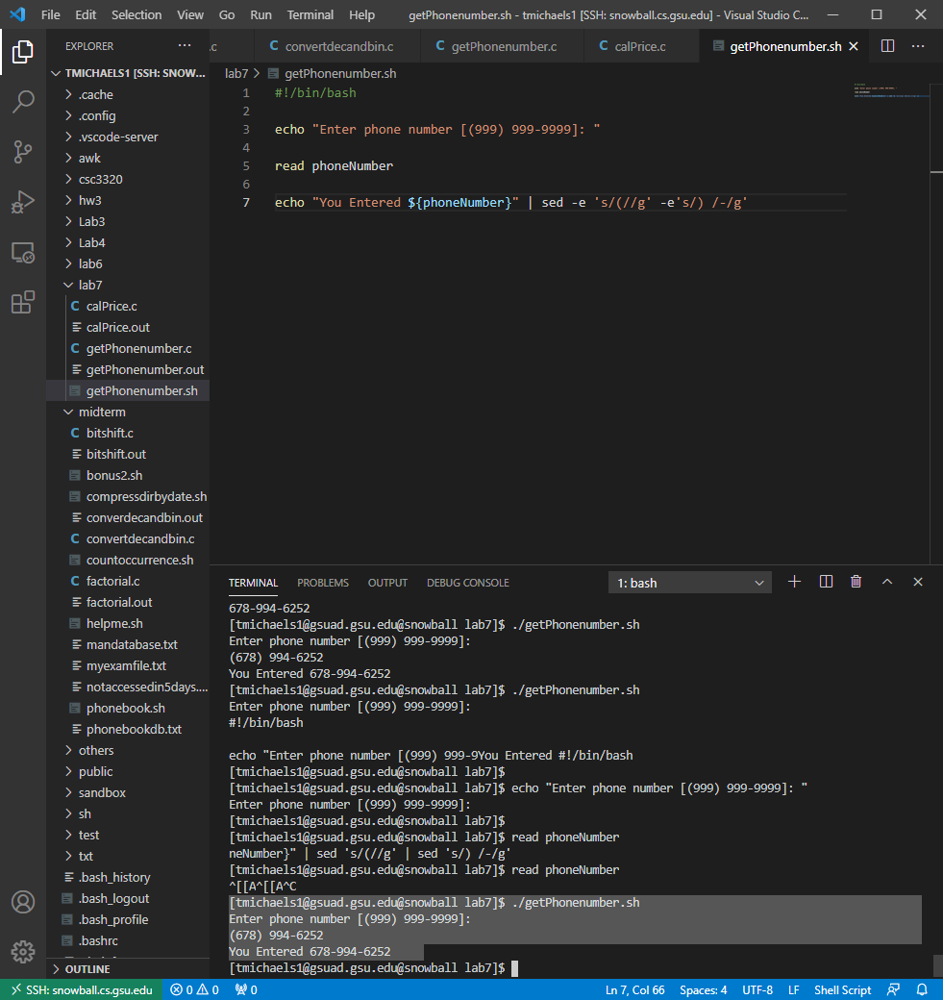 File Edit Selection View Go Run Terminal Help getPhonenumber.sh - tmichaels1 [SSH: snowball.cs.gsu.edu] - Visual Studio C...
EXPLORER ... .c convertdecandbin.c getPhonenumber.c calPrice.c getPhonenumber.sh
TMICHAELS1 [SSH: SNOW...
.cache
.config
.vscode-server
awk
csc3320
hw3
Lab3
Lab4
lab6
lab7
calPrice.c
calPrice.out
getPhonenumber.c
getPhonenumber.out
getPhonenumber.sh
midterm
bitshift.c
bitshift.out
bonus2.sh
compressdirbydate.sh
converdecandbin.out
convertdecandbin.c
countoccurrence.sh
factorial.c
factorial.out
helpme.sh
mandatabase.txt
myexamfile.txt
notaccessedin5days....
phonebook.sh
phonebookdb.txt
others
public
sandbox
sh
test
txt
.bash_history
.bash_logout
.bash_profile
.bashrc
OUTLINE
lab7 > getPhonenumber.sh
1 #!/bin/bash
2
3 echo "Enter phone number [(999) 999-9999]: "
4
5 read phoneNumber
6
7 echo "You Entered ${phoneNumber}" | sed -e 's/(//g' -e's/) /-/g'
TERMINAL PROBLEMS OUTPUT DEBUG CONSOLE 1: bash
678-994-6252
[tmichaels1@gsuad.gsu.edu@snowball lab7]$ ./getPhonenumber.sh
Enter phone number [(999) 999-9999]:
(678) 994-6252
You Entered 678-994-6252
[tmichaels1@gsuad.gsu.edu@snowball lab7]$ ./getPhonenumber.sh
Enter phone number [(999) 999-9999]:
#!/bin/bash
echo "Enter phone number [(999) 999-9You Entered #!/bin/bash
[tmichaels1@gsuad.gsu.edu@snowball lab7]$
[tmichaels1@gsuad.gsu.edu@snowball lab7]$ echo "Enter phone number [(999) 999-9999]: "
Enter phone number [(999) 999-9999]:
[tmichaels1@gsuad.gsu.edu@snowball lab7]$
[tmichaels1@gsuad.gsu.edu@snowball lab7]$ read phoneNumber
neNumber}" | sed 's/(//g' | sed 's/) /-/g'
[tmichaels1@gsuad.gsu.edu@snowball lab7]$ read phoneNumber
^[[A^[[A^C
[tmichaels1@gsuad.gsu.edu@snowball lab7]$ ./getPhonenumber.sh
Enter phone number [(999) 999-9999]:
(678) 994-6252
You Entered 678-994-6252
[tmichaels1@gsuad.gsu.edu@snowball lab7]$
SSH: snowball.cs.gsu.edu 0 0 0 Ln 7, Col 66 Spaces: 4 UTF-8 LF Shell Script